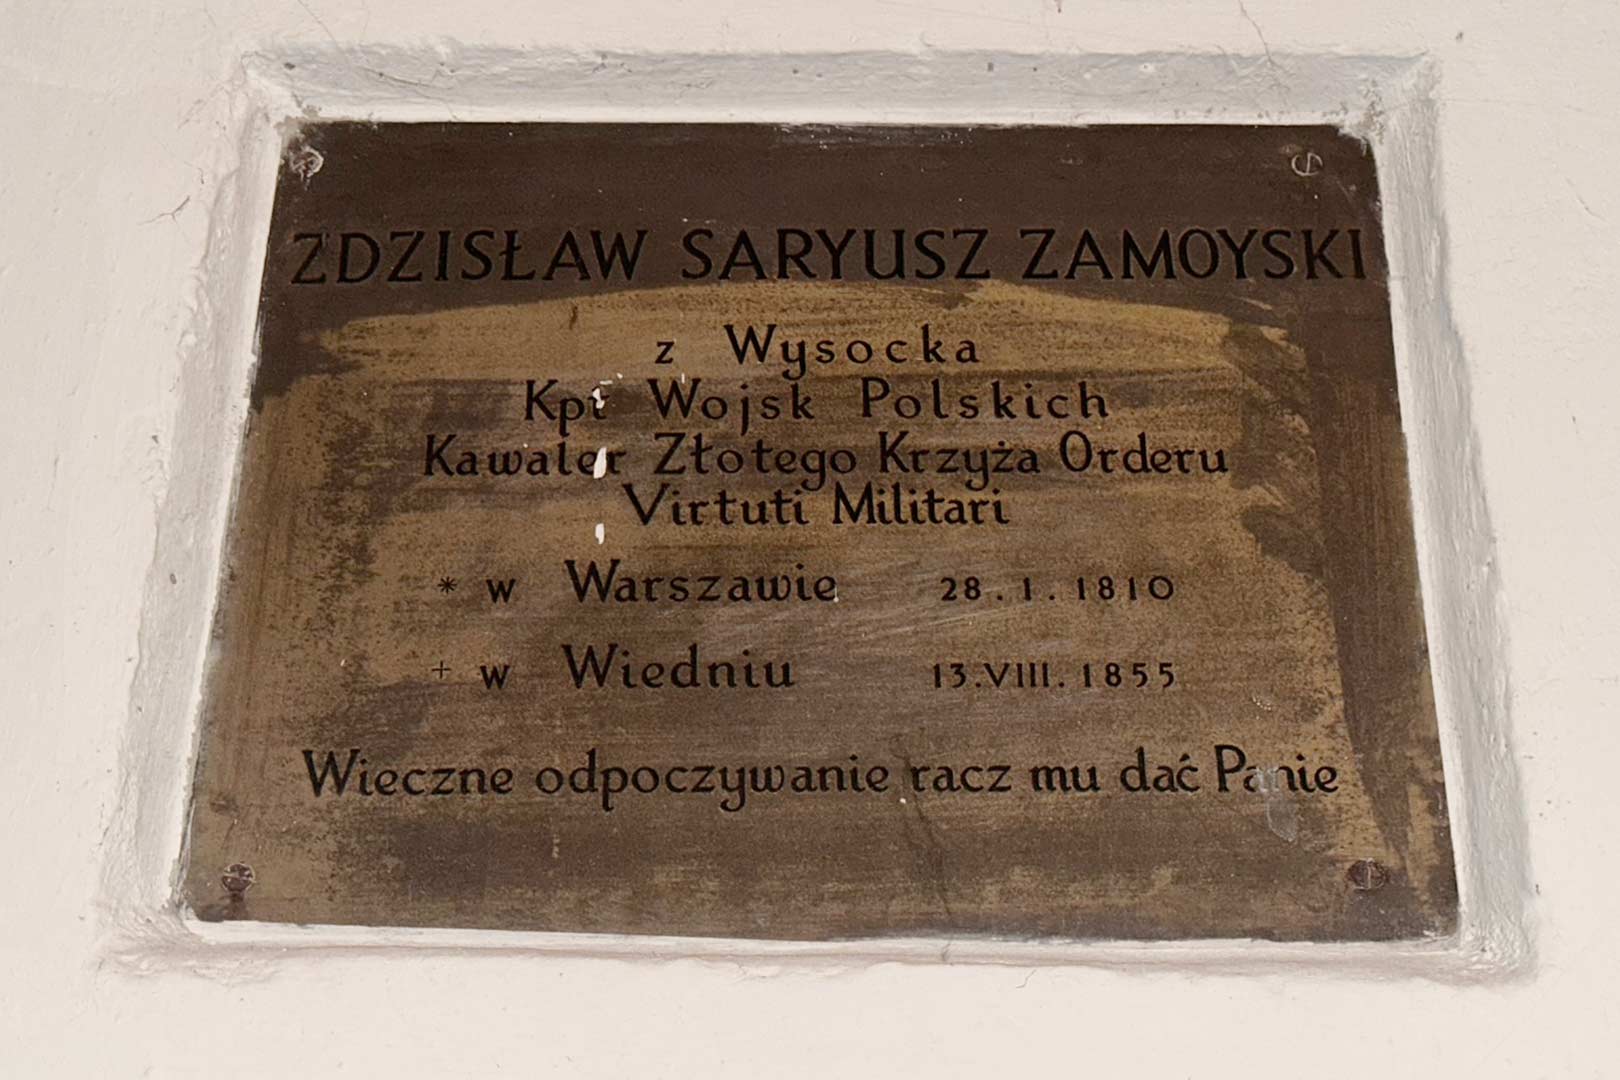 ZDZISŁAW SARYUSZ ZAMOYSKI
z Wysocka
Kpt Wojsk Polskich
Kawaler Złotego Krzyża Orderu
Virtuti Militari
* w Warszawie 28.1.1810
+ w Wiedniu 13.VIII.1855
Wieczne odpoczywanie racz mu dać Panie